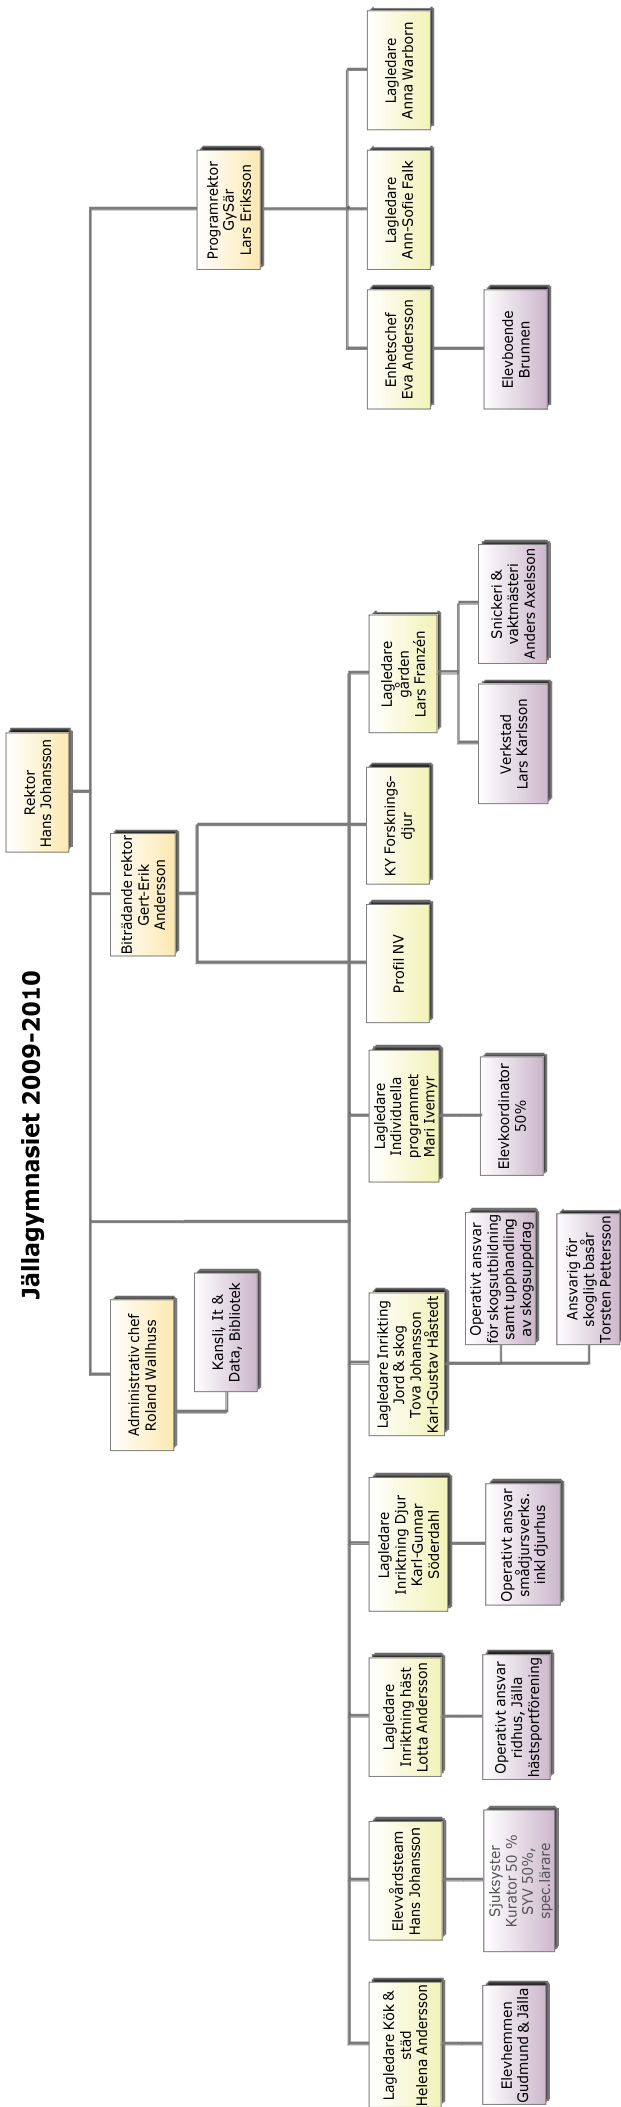 Jällagymnasiet 2009-2010
Rektor
Hans Johansson
Administrativ chef
Roland Wallhuss
Kansli, It &
Data, Bibliotek
Biträdande rektor
Gert-Erik
Andersson
Programrektor
GySär
Lars Eriksson
Lagledare Kök &
städ
Helena Andersson
Elevvårdsteam
Hans Johansson
Lagledare
Inriktning häst
Lotta Andersson
Lagledare
Inriktning Djur
Karl-Gunnar
Söderdahl
Lagledare Inrikting
Jord & skog
Tova Johansson
Karl-Gustav Håstedt
Lagledare
Individuella
programmet
Mari Ivemyr
Profil NV
KY Forsknings-
djur
Lagledare
gården
Lars Franzén
Enhetschef
Eva Andersson
Lagledare
Ann-Sofie Falk
Lagledare
Anna Warborn
Elevhemmen
Gudmund & Jälla
Sjuksyster
Kurator 50 %
SYV 50%,
spec.lärare
Operativt ansvar
ridhus, Jälla
hästsportförening
Operativt ansvar
smådjursverks.
inkl djurhus
Operativt ansvar
för skogsutbildning
samt upphandling
av skogsuppdrag
Ansvarig för
skogligt basår
Torsten Pettersson
Elevkoordinator
50%
Verkstad
Lars Karlsson
Snickeri &
vaktmästeri
Anders Axelsson
Elevboende
Brunnen